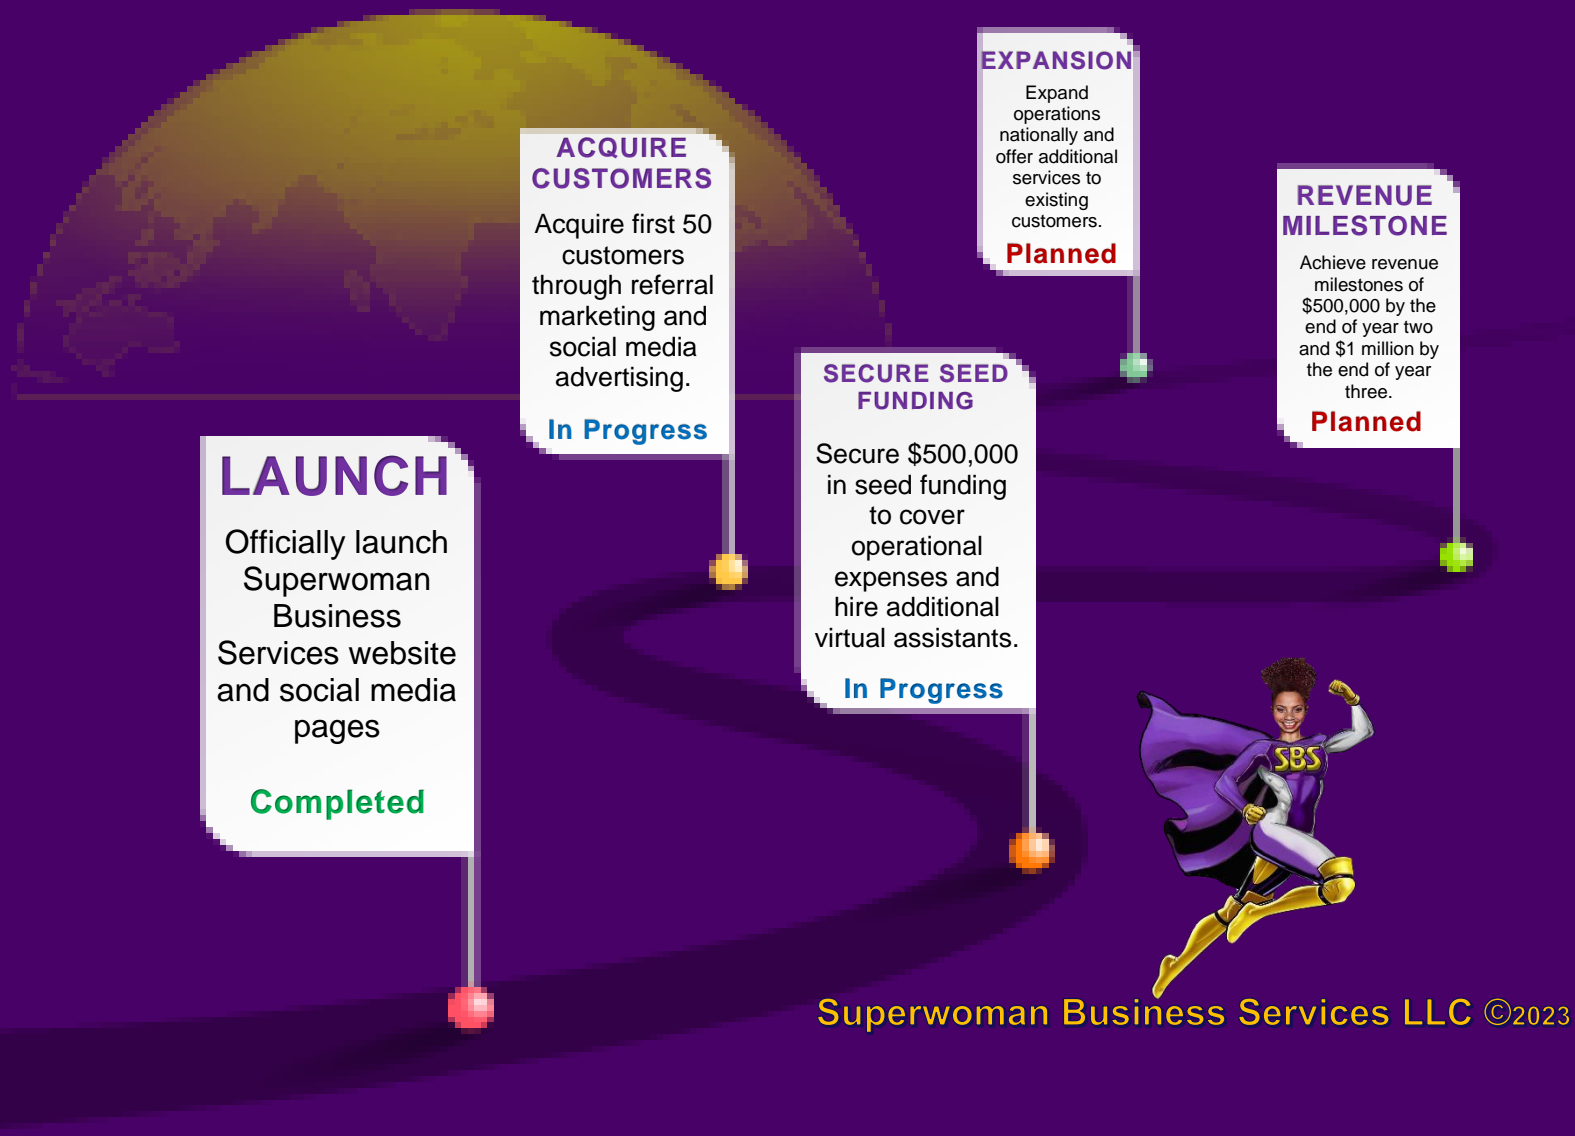 LAUNCH
Officially launch
Superwoman
Business
Services website
and social media
pages
Completed
ACQUIRE
CUSTOMERS
Acquire first 50
customers
through referral
marketing and
social media
advertising.
In Progress
SECURE SEED
FUNDING
Secure $500,000
in seed funding
to cover
operational
expenses and
hire additional
virtual assistants.
In Progress
EXPANSION
Expand
operations
nationally and
offer additional
services to
existing
customers.
Planned
REVENUE
MILESTONE
Achieve revenue
milestones of
$500,000 by the
end of year two
and $1 million by
the end of year
three.
Planned
SBS
Superwoman Business Services LLC ©2023